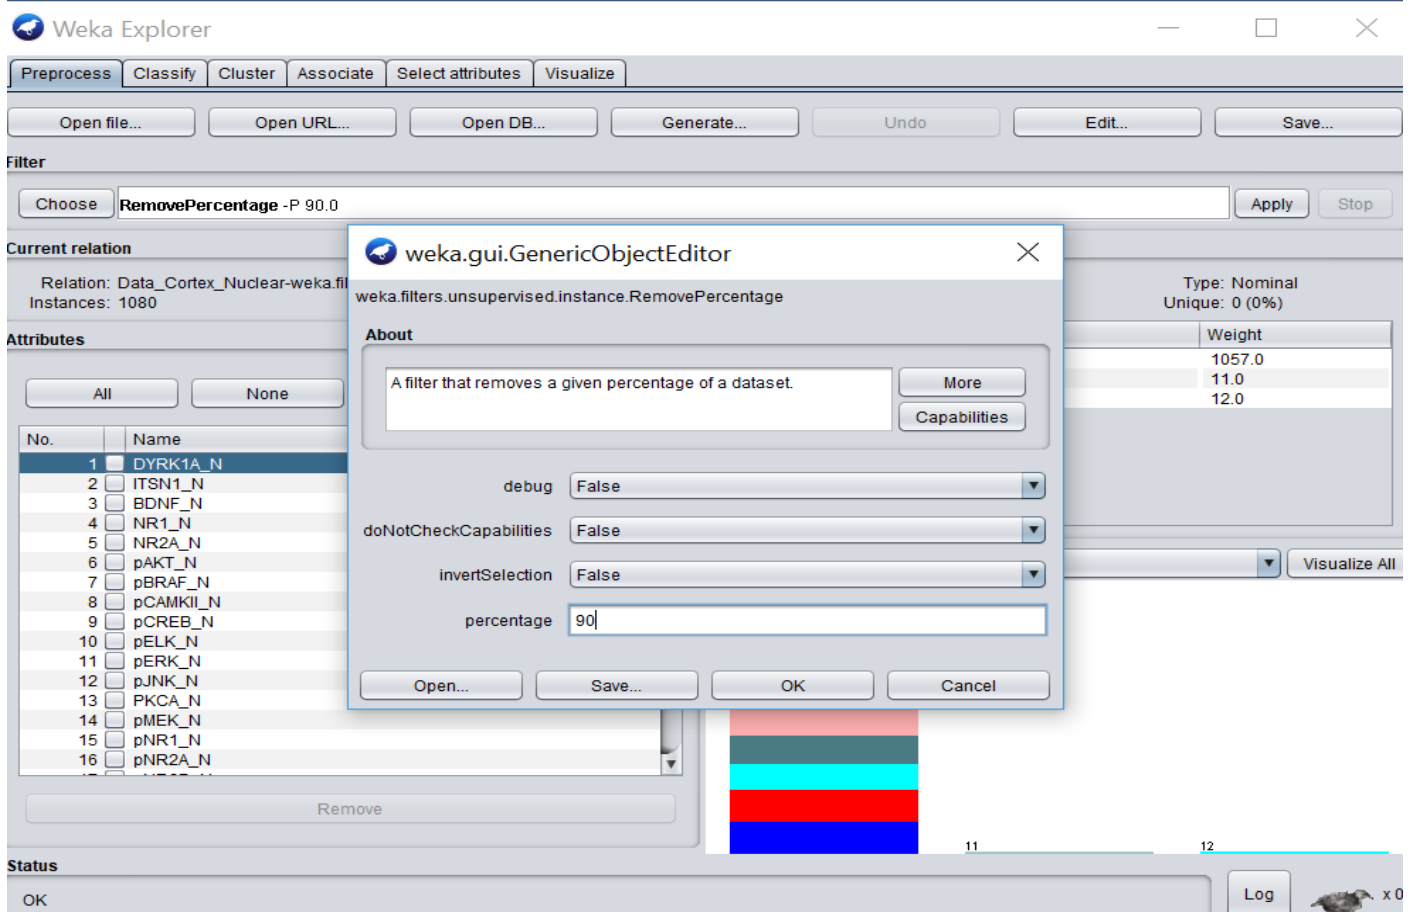 Weka Explorer
Preprocess Classify Cluster Associate Select attributes Visualize
Open file... Open URL... Open DB... Generate... Undo Edit... Save...
Filter
Choose RemovePercentage -P 90.0 Apply Stop
Current relation
Relation: Data_Cortex_Nuclear-weka.fil
Instances: 1080
Attributes
All None
No. Name
1 DYRK1A_N
2 ITSN1_N
3 BDNF_N
4 NR1_N
5 NR2A_N
6 pAKT_N
7 pBRAF_N
8 pCAMKII_N
9 pCREB_N
10 pELK_N
11 pERK_N
12 pJNK_N
13 PKCA_N
14 pMEK_N
15 pNR1_N
16 pNR2A_N
Remove
weka.gui.GenericObjectEditor
weka.filters.unsupervised.instance.RemovePercentage
About
A filter that removes a given percentage of a dataset.
More
Capabilities
debug False
doNotCheckCapabilities False
invertSelection False
percentage 90
Open... Save... OK Cancel
Type: Nominal
Unique: 0 (0%)
Weight
1057.0
11.0
12.0
Visualize All
11 12
Status
OK
Log x 0